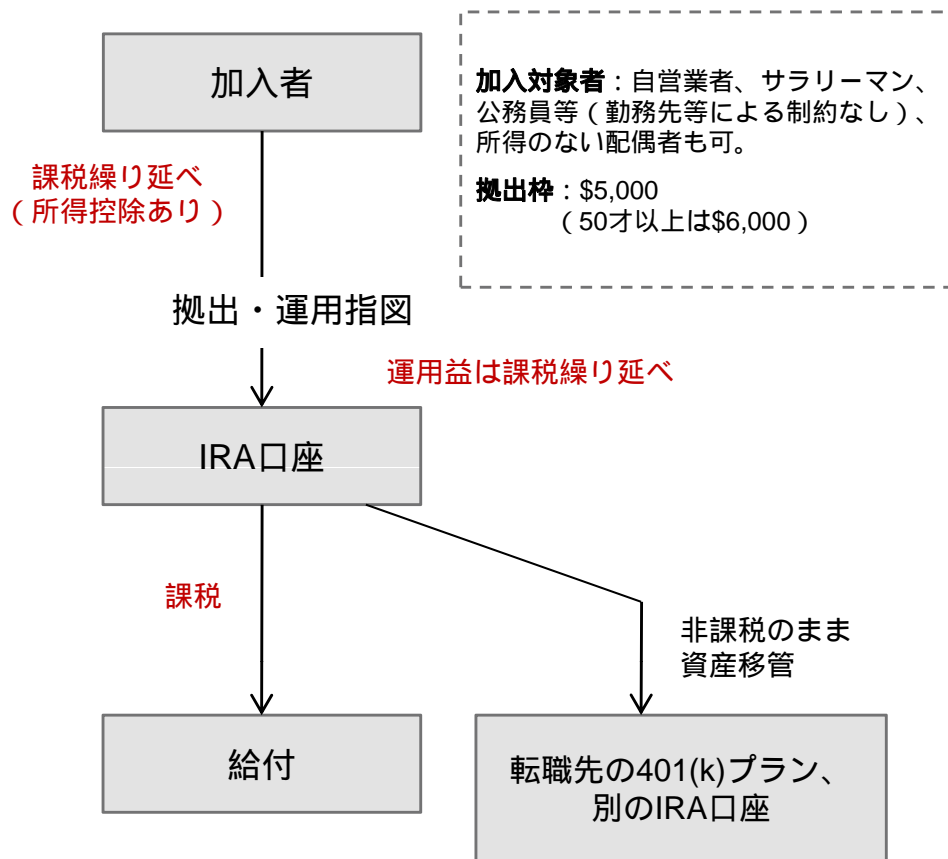 加入者
加入対象者：自営業者、サラリーマン、
公務員等（勤務先等による制約なし）、
所得のない配偶者も可。
拠出枠：$5,000
（50才以上は$6,000）
課税繰り延べ
（所得控除あり）
拠出・運用指図
運用益は課税繰り延べ
IRA口座
課税
非課税のまま
資産移管
給付
転職先の401(k)プラン、
別のIRA口座